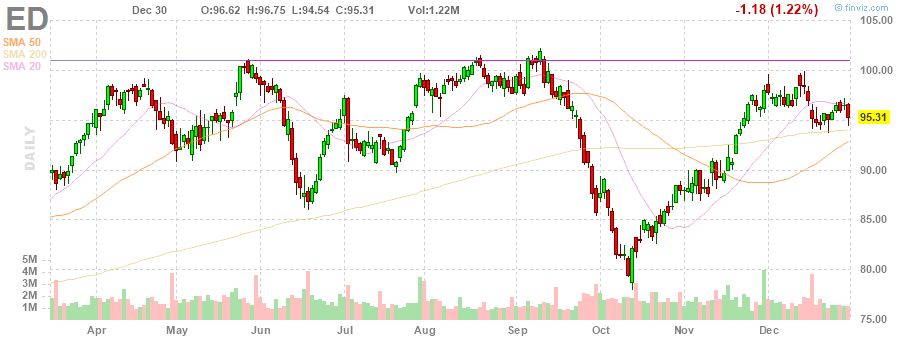 ED Dec 30 O:96.62 H:96.75 L:94.54 C:95.31 Vol:1.22M -1.18 (1.22%) © finviz.com
SMA 50
SMA 200
SMA 20
DAILY
105.00
100.00
95.31
90.00
85.00
80.00
75.00
5M
4M
3M
2M
1M
Apr May Jun Jul Aug Sep Oct Nov Dec